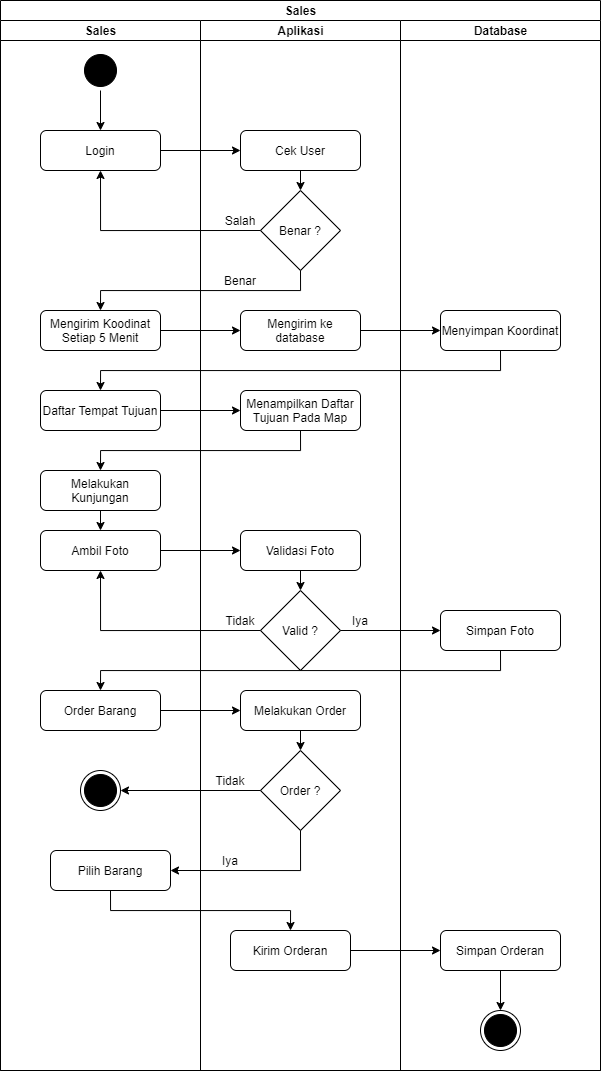 Sales
Sales
Aplikasi
Database
Login
Cek User
Salah
Benar ?
Benar
Mengirim Koodinat
Setiap 5 Menit
Mengirim ke
database
Menyimpan Koordinat
Daftar Tempat Tujuan
Menampilkan Daftar
Tujuan Pada Map
Melakukan
Kunjungan
Ambil Foto
Validasi Foto
Tidak
Valid ?
Iya
Simpan Foto
Order Barang
Melakukan Order
Tidak
Order ?
Iya
Pilih Barang
Kirim Orderan
Simpan Orderan